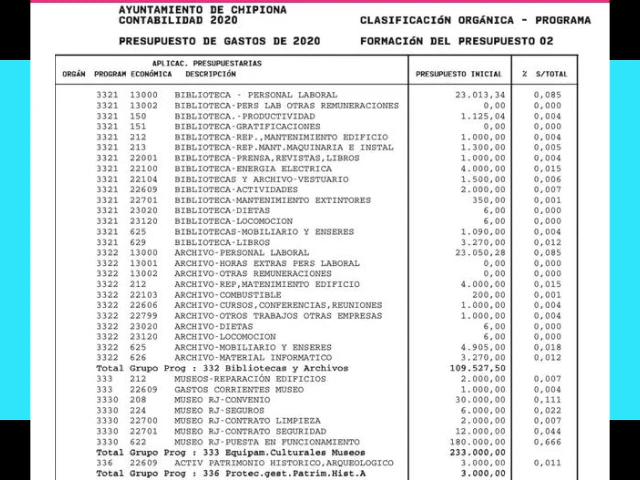 AYUNTAMIENTO DE CHIPIONA
CONTABILIDAD 2020
CLASIFICACIÓN ORGÁNICA - PROGRAMA
PRESUPUESTO DE GASTOS DE 2020 FORMACIÓN DEL PRESUPUESTO 02
APLICAC. PRESUPUESTARIAS
ORGÁN PROGRAM ECONÓMICA DESCRIPCIÓN PRESUPUESTO INICIAL % S/TOTAL
3321 13000 BIBLIOTECA - PERSONAL LABORAL 23.013,34 0,085
3321 13002 BIBLIOTECA-PERS LAB OTRAS REMUNERACIONES 0,00 0,000
3321 150 BIBLIOTECA.-PRODUCTIVIDAD 1.125,04 0,004
3321 151 BIBLIOTECA-GRATIFICACIONES 0,00 0,000
3321 212 BIBLIOTECA-REP.,MANTENIMIENTO EDIFICIO 1.000,00 0,004
3321 213 BIBLIOTECA-REP.MANT.MAQUINARIA E INSTAL 1.300,00 0,005
3321 22001 BIBLIOTECA-PRENSA,REVISTAS,LIBROS 1.000,00 0,004
3321 22100 BIBLIOTECA-ENERGIA ELECTRICA 4.000,00 0,015
3321 22104 BIBLIOTECAS Y ARCHIVO-VESTUARIO 1.500,00 0,006
3321 22609 BIBLIOTECA-ACTIVIDADES 2.000,00 0,007
3321 22701 BIBLIOTECA-MANTENIMIENTO EXTINTORES 350,00 0,001
3321 23020 BIBLIOTECA-DIETAS 6,00 0,000
3321 23120 BIBLIOTECA-LOCOMOCION 6,00 0,000
3321 625 BIBLIOTECAS-MOBILIARIO Y ENSERES 1.090,00 0,004
3321 629 BIBLIOTECA-LIBROS 3.270,00 0,012
3322 13000 ARCHIVO-PERSONAL LABORAL 23.050,28 0,085
3322 13001 ARCHIVO-HORAS EXTRAS PERS LABORAL 0,00 0,000
3322 13002 ARCHIVO-OTRAS REMUNERACIONES 0,00 0,000
3322 212 ARCHIVO-REP,MATENIMIENTO EDIFICIO 4.000,00 0,015
3322 22103 ARCHIVO-COMBUSTIBLE 200,00 0,001
3322 22606 ARCHIVO-CURSOS,CONFERENCIAS,REUNIONES 1.000,00 0,004
3322 22799 ARCHIVO-OTROS TRABAJOS OTRAS EMPRESAS 1.000,00 0,004
3322 23020 ARCHIVO-DIETAS 6,00 0,000
3322 23120 ARCHIVO-LOCOMOCION 6,00 0,000
3322 625 ARCHIVO-MOBILIARIO Y ENSERES 4.905,00 0,018
3322 626 ARCHIVO-MATERIAL INFORMATICO 3.270,00 0,012
Total Grupo Prog : 332 Bibliotecas y Archivos 109.527,50
333 212 MUSEOS-REPARACIÓN EDIFICIOS 2.000,00 0,007
333 22609 GASTOS CORRIENTES MUSEO 1.000,00 0,004
3330 208 MUSEO RJ-CONVENIO 30.000,00 0,111
3330 224 MUSEO RJ-SEGUROS 6.000,00 0,022
3330 22700 MUSEO RJ-CONTRATO LIMPIEZA 2.000,00 0,007
3330 22701 MUSEO RJ-CONTRATO SEGURIDAD 12.000,00 0,044
3330 622 MUSEO RJ-PUESTA EN FUNCIONAMIENTO 180.000,00 0,666
Total Grupo Prog : 333 Equipam.Culturales Museos 233.000,00
336 22609 ACTIV PATRIMONIO HISTORICO,ARQUEOLOGICO 3.000,00 0,011
Total Grupo Prog : 336 Protec.gest.Patrim.Hist.A 3.000,00